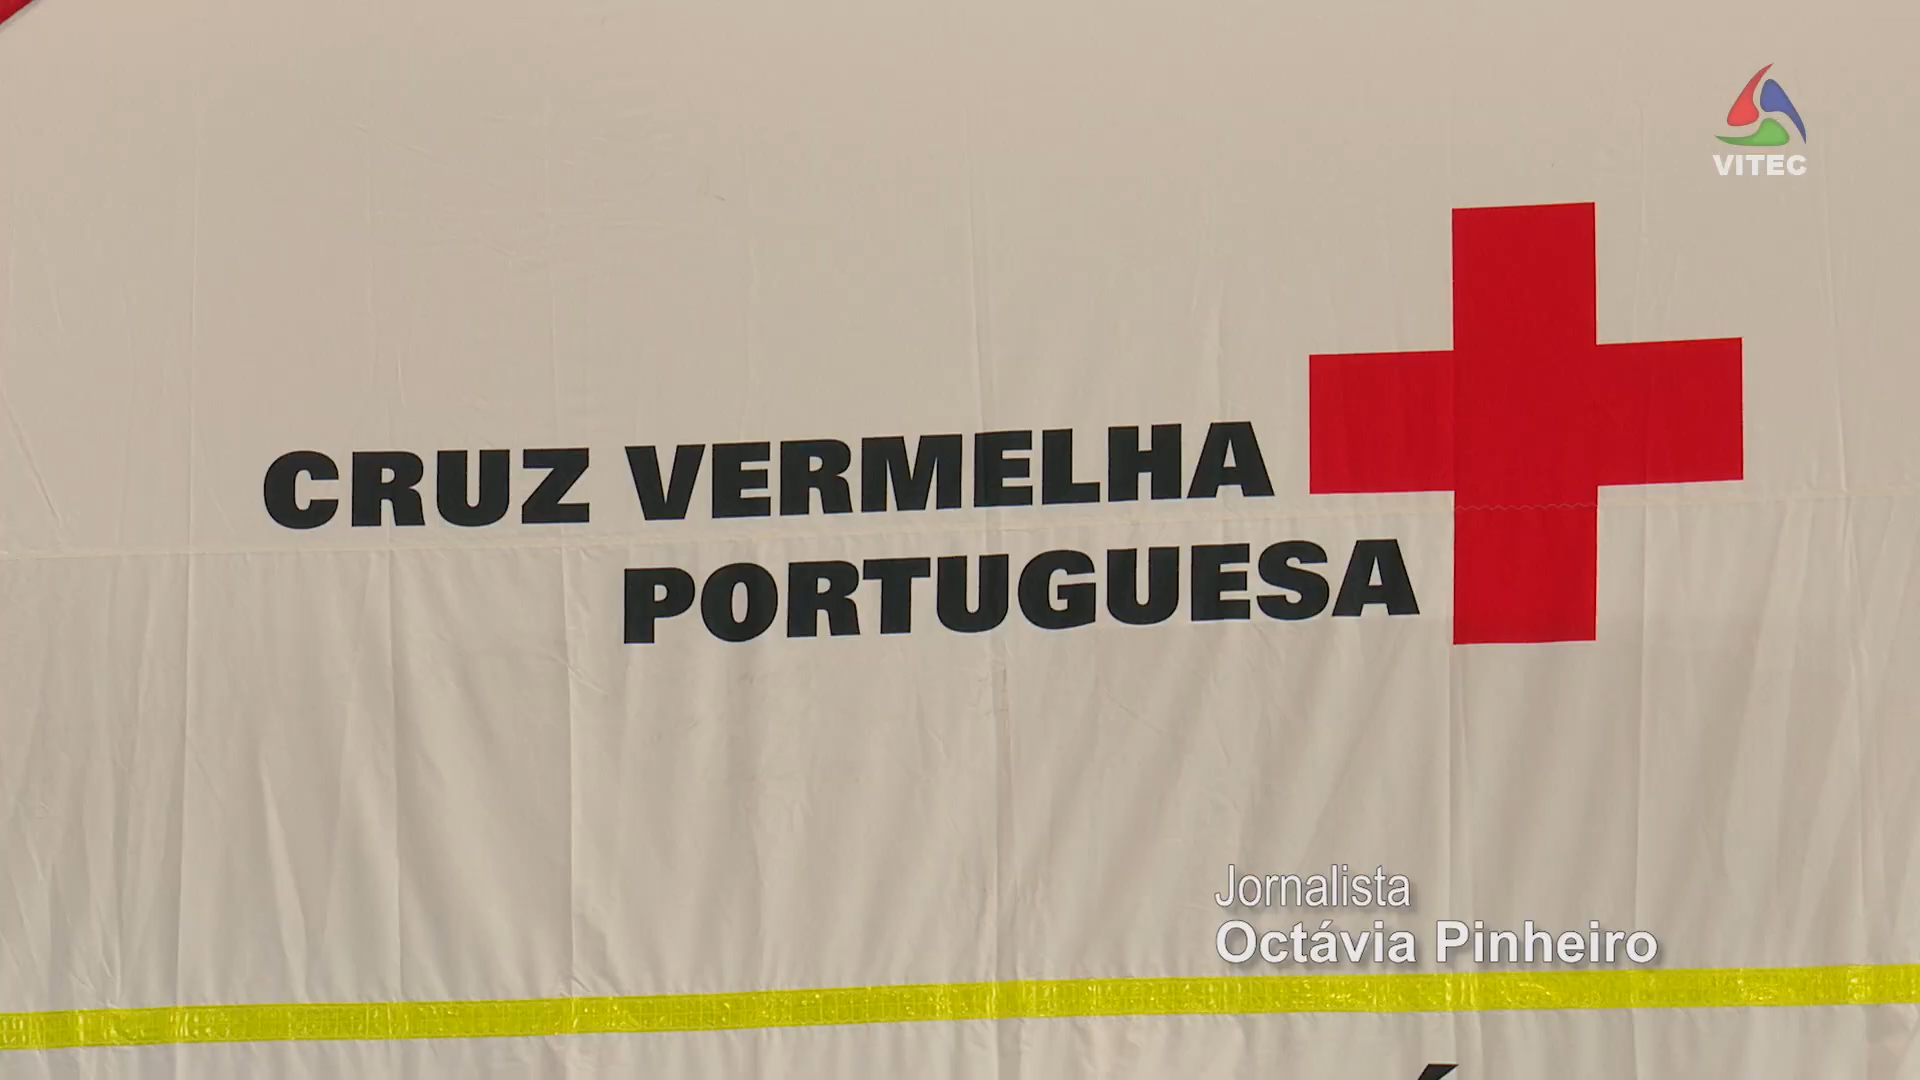 VITEC
CRUZ VERMELHA
PORTUGUESA
Jornalista
Octávia Pinheiro